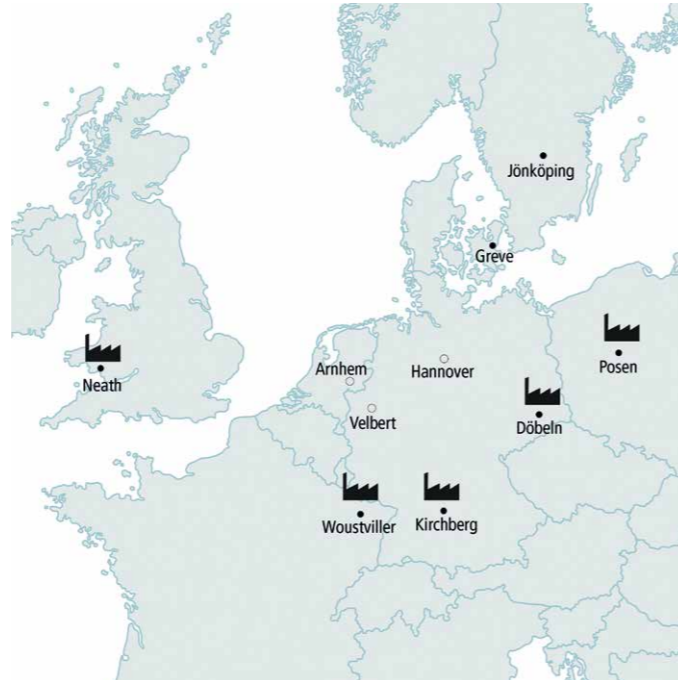 Jönköping
Greve
Posen
Arnhem
Hannover
Neath
Velbert
Döbeln
Woustviller
Kirchberg